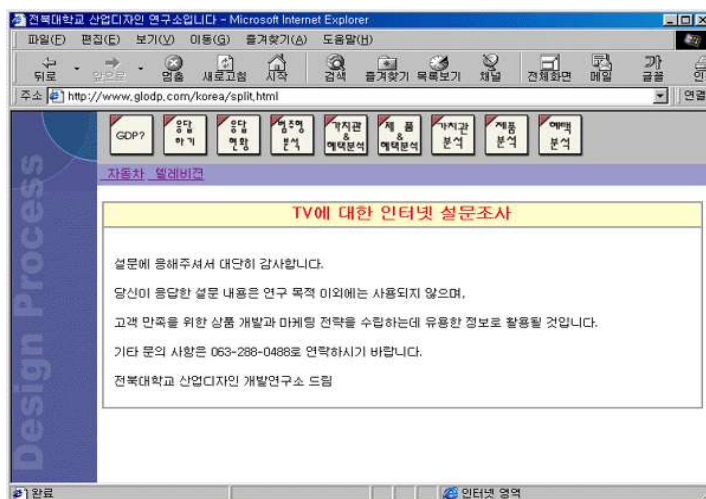 전북대학교 산업디자인 연구소입니다 - Microsoft Internet Explorer
파일(F) 편집(E) 보기(V) 이동(G) 즐겨찾기(A) 도움말(H)
뒤로 앞으로 멈춤 새로고침 시작 검색 즐겨찾기 목록보기 채널 전체화면 메일 글꼴 인
주소 http://www.glodp.com/korea/split.html 연결
GDP? 응답하기 응답현황 범주형분석 가치관&혜택분석 제품&혜택분석 가치관분석 제품분석 혜택분석
자동차 텔레비젼
Design Process
TV에 대한 인터넷 설문조사
설문에 응해주셔서 대단히 감사합니다.
당신이 응답한 설문 내용은 연구 목적 이외에는 사용되지 않으며,
고객 만족을 위한 상품 개발과 마케팅 전략을 수립하는데 유용한 정보로 활용될 것입니다.
기타 문의 사항은 063-288-0488로 연락하시기 바랍니다.
전북대학교 산업디자인 개발연구소 드림
완료 인터넷 영역